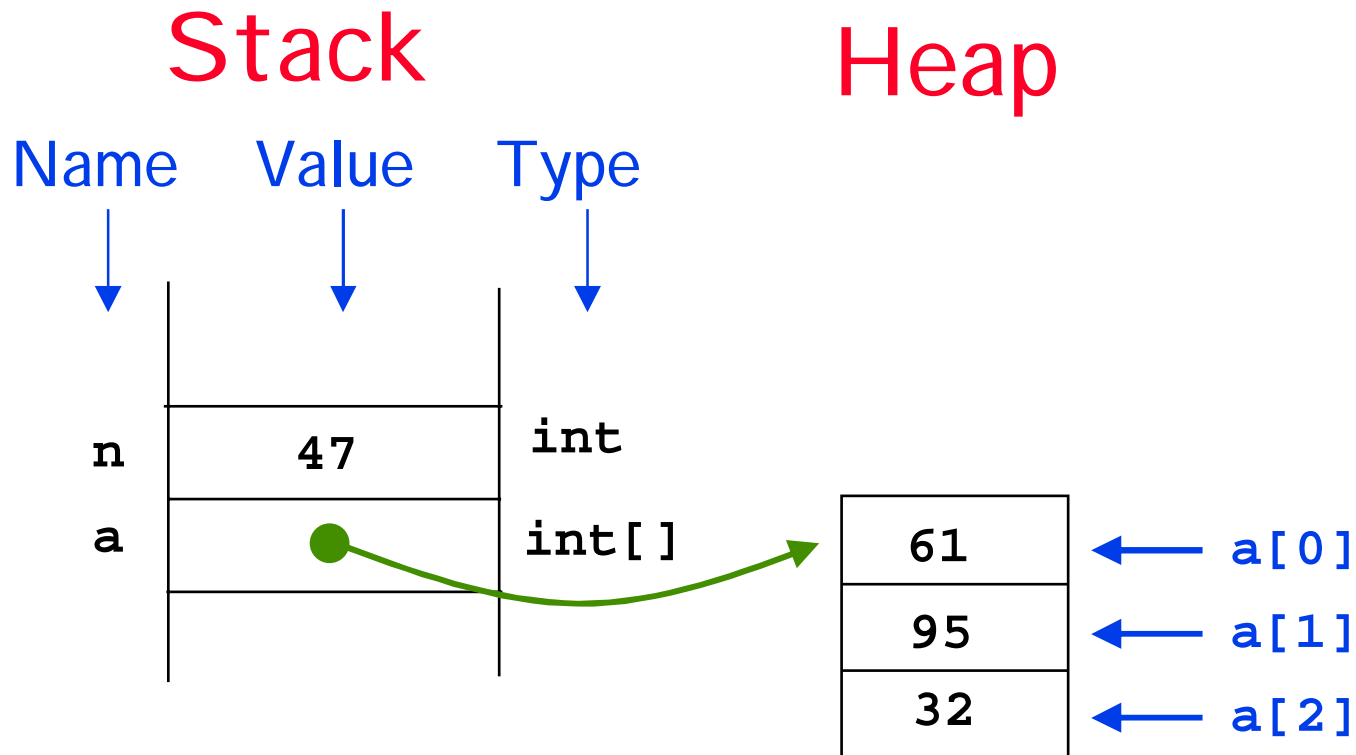 Stack Heap
Name Value Type
n 47 int
a int[] 61 a[0]
95 a[1]
32 a[2]